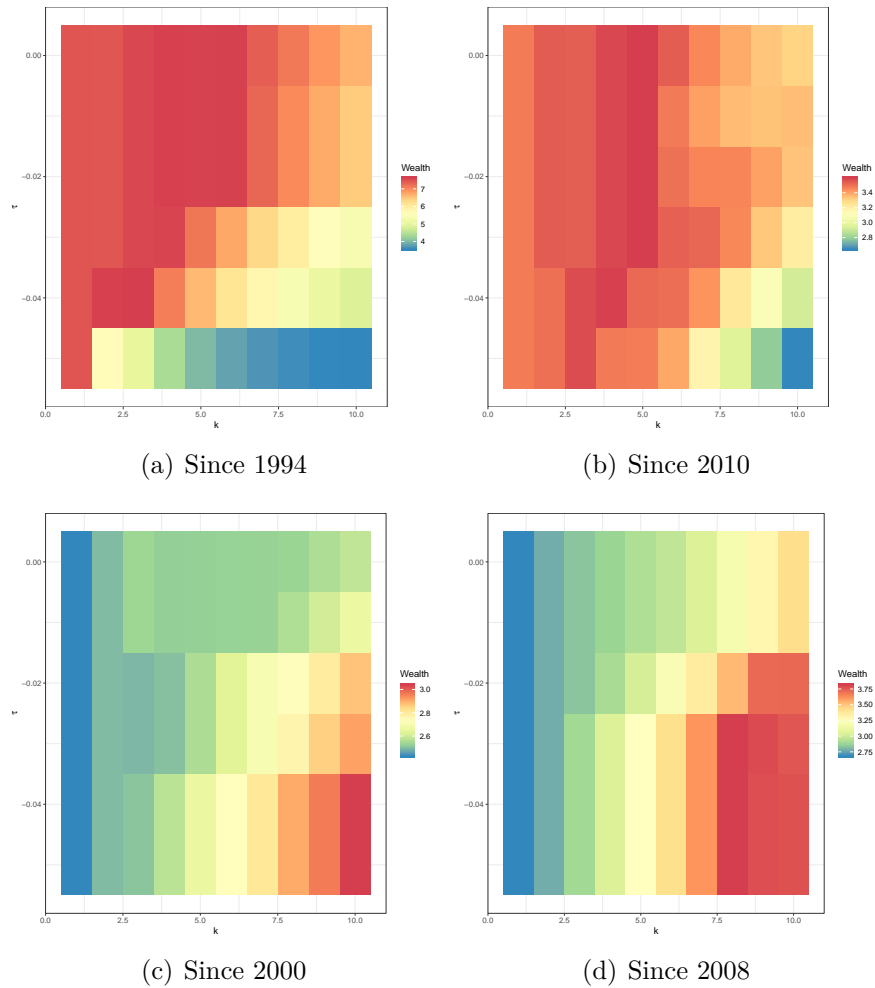 0.00
−0.02
−0.04
τ
0.0 2.5 5.0 7.5 10.0
k
Wealth
7
6
5
4
(a) Since 1994
0.00
−0.02
−0.04
τ
0.0 2.5 5.0 7.5 10.0
k
Wealth
3.4
3.2
3.0
2.8
(b) Since 2010
0.00
−0.02
−0.04
τ
0.0 2.5 5.0 7.5 10.0
k
Wealth
3.0
2.8
2.6
(c) Since 2000
0.00
−0.02
−0.04
τ
0.0 2.5 5.0 7.5 10.0
k
Wealth
3.75
3.50
3.25
3.00
2.75
(d) Since 2008